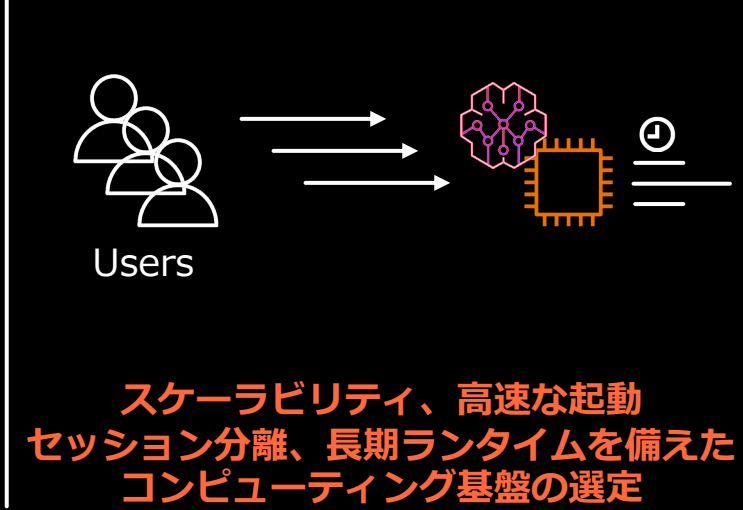 Users
スケーラビリティ、高速な起動
セッション分離、長期ランタイムを備えた
コンピューティング基盤の選定